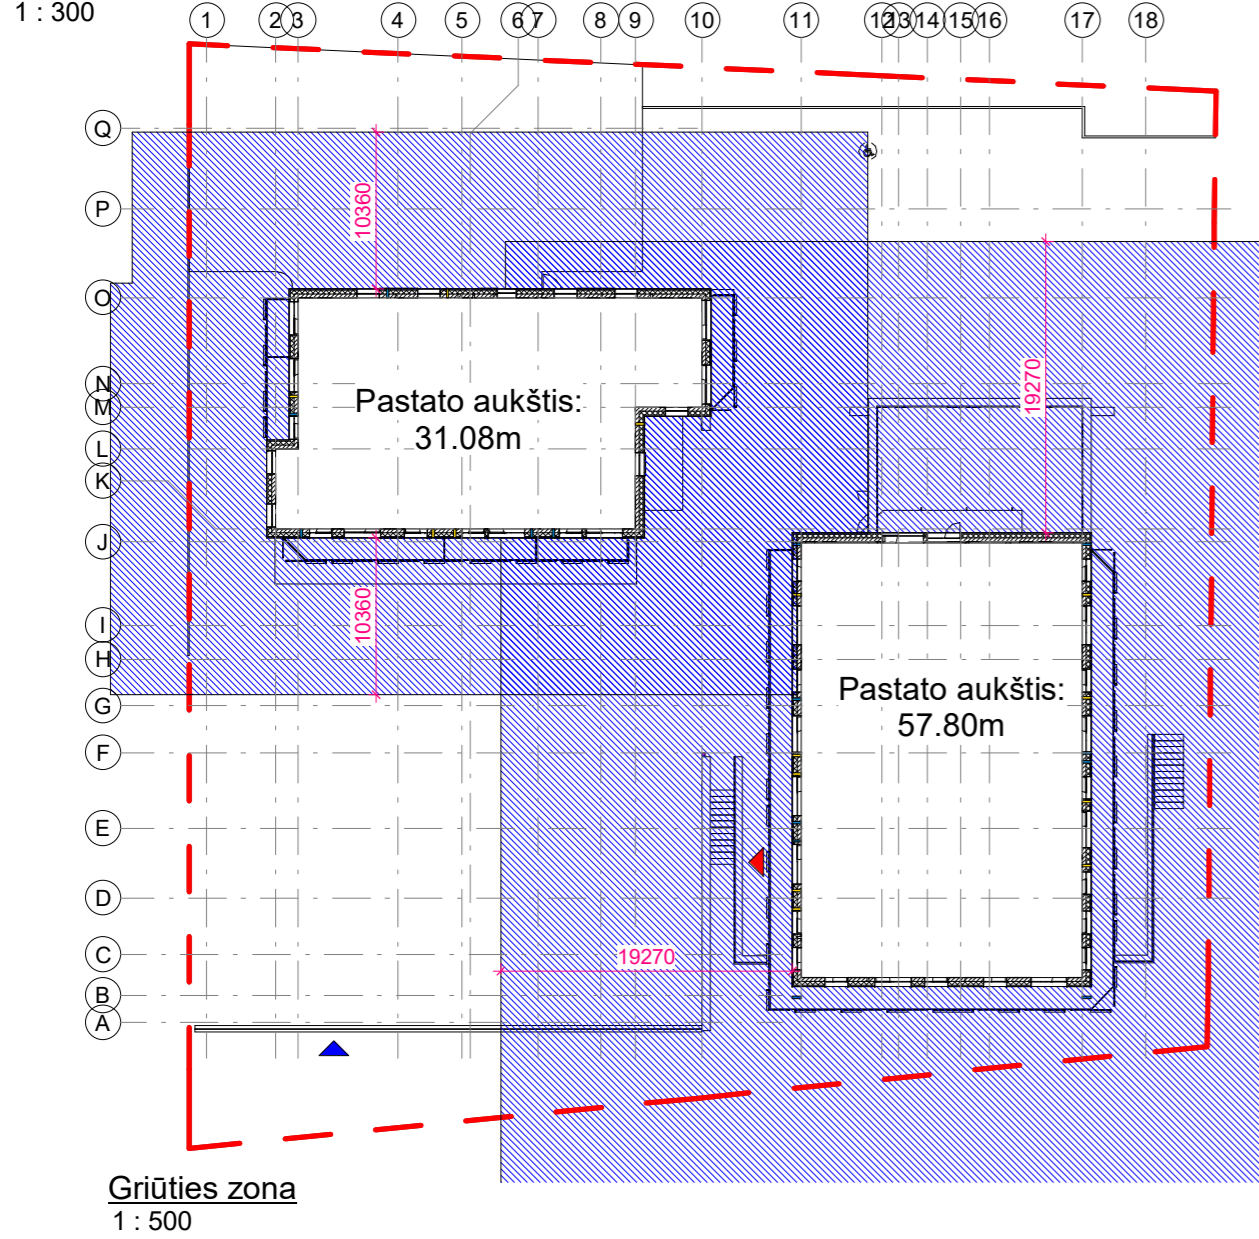 1 : 300
1 2 3 4 5 6 7 8 9 10 11 12 13 14 15 16 17 18
Q
P
10360
O
19270
N
M
Pastato aukštis:
31.08m
L
K
J
10360
I
H
Pastato aukštis:
57.80m
G
F
E
D
C
19270
B
A
Griūties zona
1 : 500